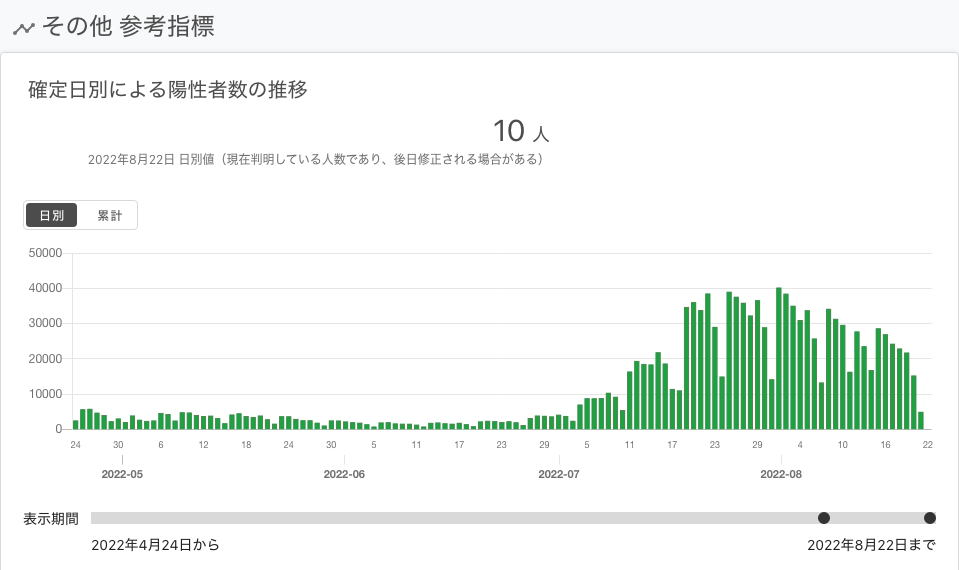 その他 参考指標
確定日別による陽性者数の推移
10 人
2022年8月22日 日別値（現在判明している人数であり、後日修正される場合がある）
日別 累計
50000
40000
30000
20000
10000
0
24 30 6 12 18 24 30 5 11 17 23 29 5 11 17 23 29 4 10 16 22
2022-05 2022-06 2022-07 2022-08
表示期間
2022年4月24日から 2022年8月22日まで